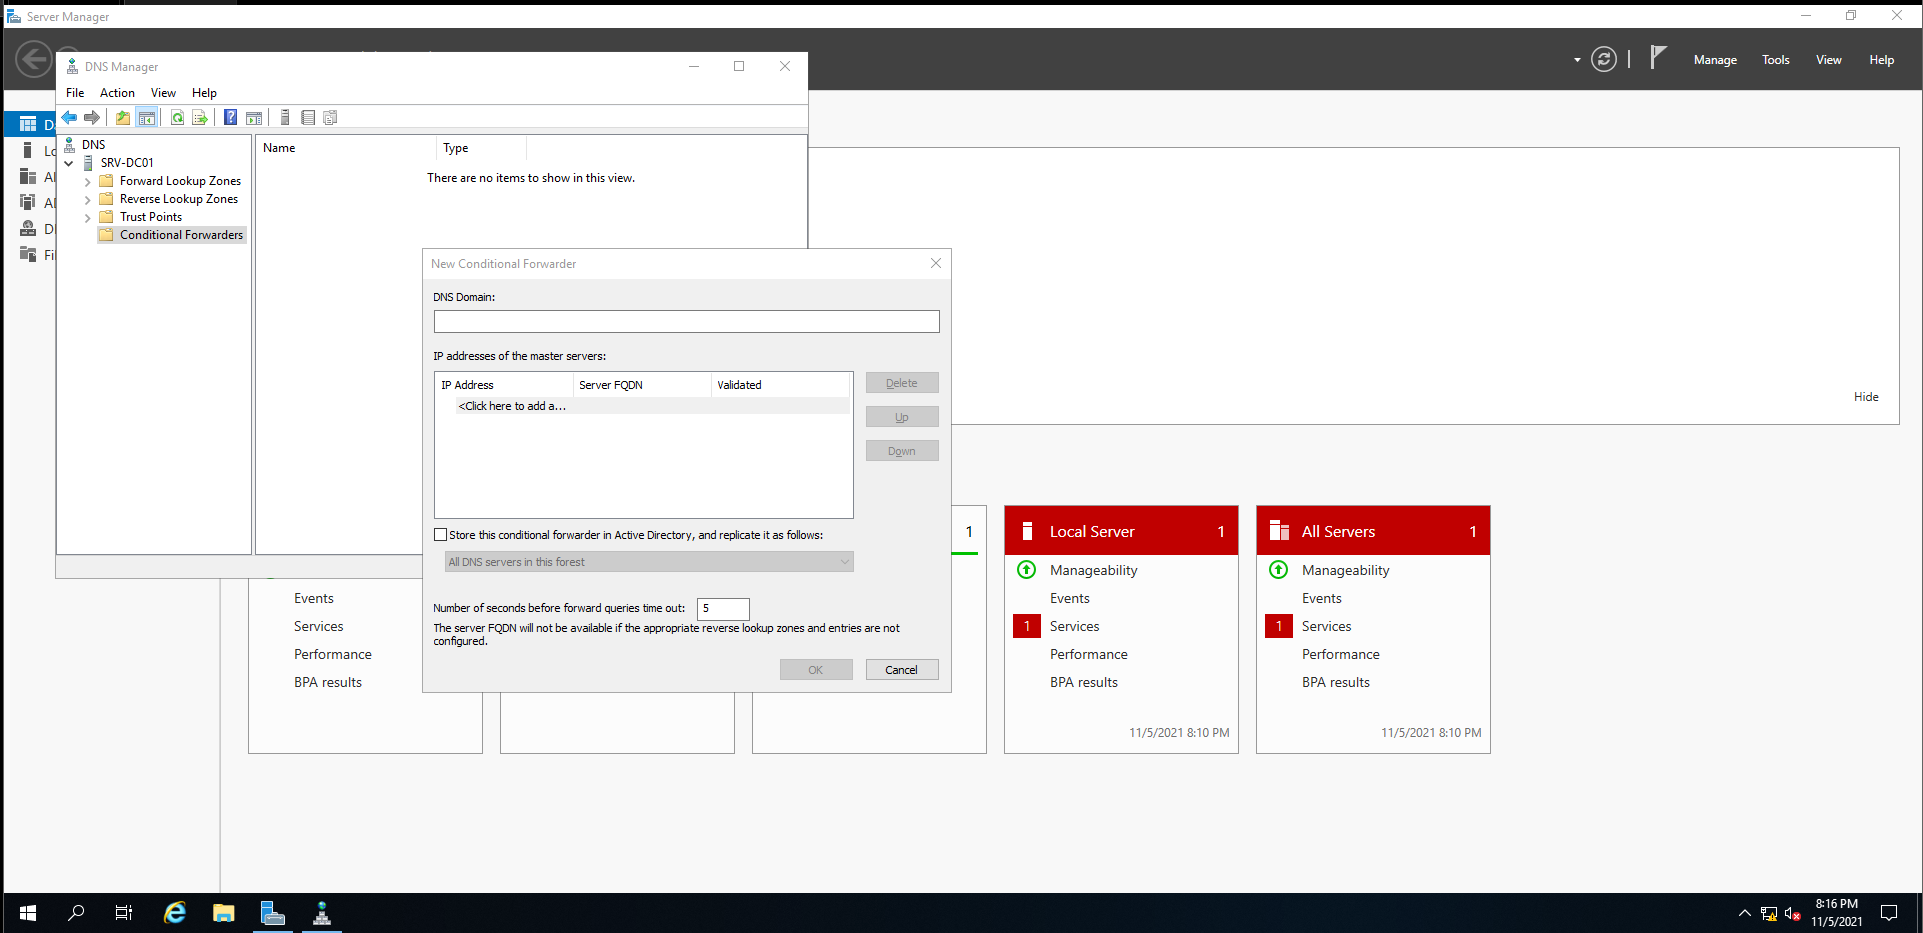 Server Manager
Manage Tools View Help
DNS Manager
File Action View Help
DNS
SRV-DC01
Forward Lookup Zones
Reverse Lookup Zones
Trust Points
Conditional Forwarders
Name Type
There are no items to show in this view.
New Conditional Forwarder
DNS Domain:
IP addresses of the master servers:
IP Address Server FQDN Validated
<Click here to add a...
Delete
Up
Down
Store this conditional forwarder in Active Directory, and replicate it as follows:
All DNS servers in this forest
Number of seconds before forward queries time out: 5
The server FQDN will not be available if the appropriate reverse lookup zones and entries are not
configured.
OK Cancel
Hide
Events
Services
Performance
BPA results
1
Local Server 1
Manageability
Events
1 Services
Performance
BPA results
11/5/2021 8:10 PM
All Servers 1
Manageability
Events
1 Services
Performance
BPA results
11/5/2021 8:10 PM
8:16 PM
11/5/2021